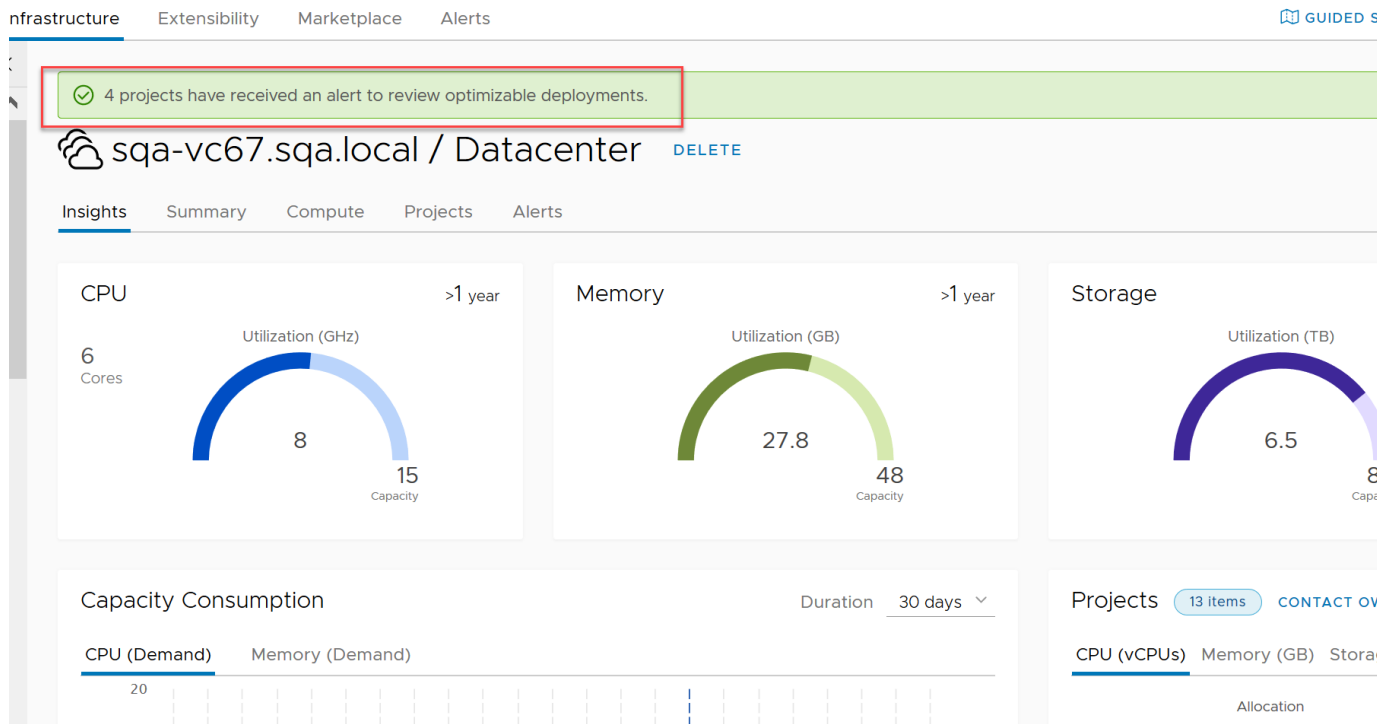 nfrastructure Extensibility Marketplace Alerts GUIDED S
4 projects have received an alert to review optimizable deployments.
sqa-vc67.sqa.local / Datacenter DELETE
Insights Summary Compute Projects Alerts
CPU >1 year
Utilization (GHz)
6
Cores
8
15
Capacity
Memory >1 year
Utilization (GB)
27.8
48
Capacity
Storage
Utilization (TB)
6.5
8
Capa
Capacity Consumption Duration 30 days
CPU (Demand) Memory (Demand)
20
Projects 13 items CONTACT OW
CPU (vCPUs) Memory (GB) Stora
Allocation